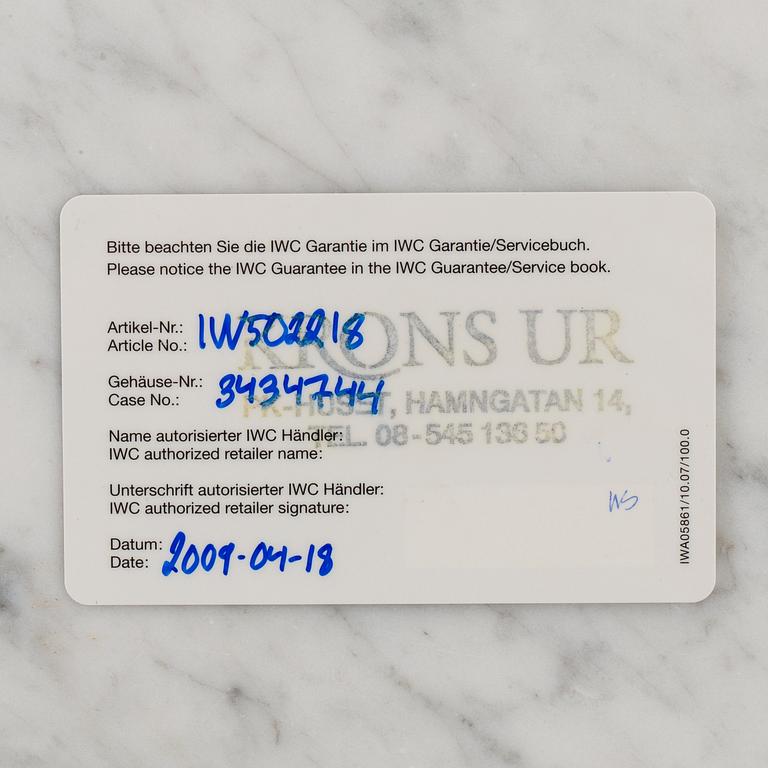 Bitte beachten Sie die IWC Garantie im IWC Garantie/Servicebuch.
Please notice the IWC Guarantee in the IWC Guarantee/Service book.
Artikel-Nr.:
Article No.: IW502218
KRONS UR
Gehäuse-Nr.:
Case No.: 3434744
PK-HUSET, HAMNGATAN 14,
TEL. 08-545 136 50
Name autorisierter IWC Händler:
IWC authorized retailer name:
Unterschrift autorisierter IWC Händler:
IWC authorized retailer signature:
Datum:
Date: 2009-04-18
IWA05861/10.07/100.0